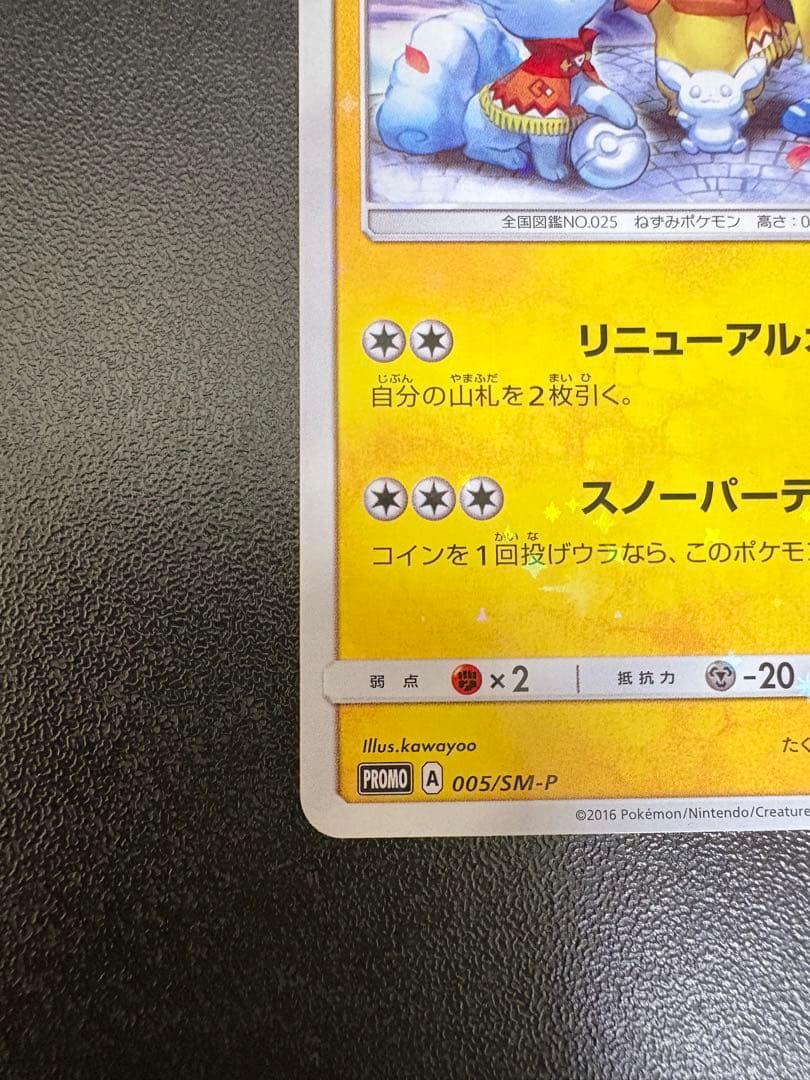 全国図鑑NO.025 ねずみポケモン 高さ:0
リニューアル
じぶん やまふだ まい ひ
自分の山札を2枚引く。
スノーパーテ
かい な
コインを1回投げウラなら、このポケモ
弱点 ×2 抵抗力 -20
Illus.kawayoo
たく
PROMO A 005/SM-P
©2016 Pokémon/Nintendo/Creature